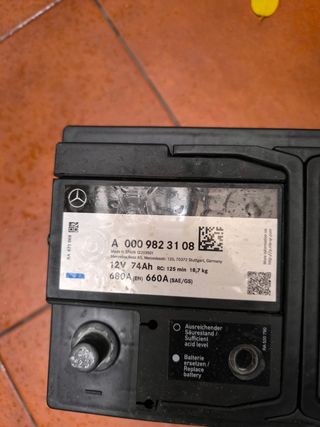 A 000 982 31 08
Made in SPAIN
Mercedes-Benz AG, Mercedesstr. 120, 70372 Stuttgart, Germany
12V 74Ah RC: 125 min 18,7 kg
680A (EN) 660A (SAE/GS)
Ausreichender
Säurestand /
Sufficient
acid level
Batterie
ersetzen /
Replace
battery